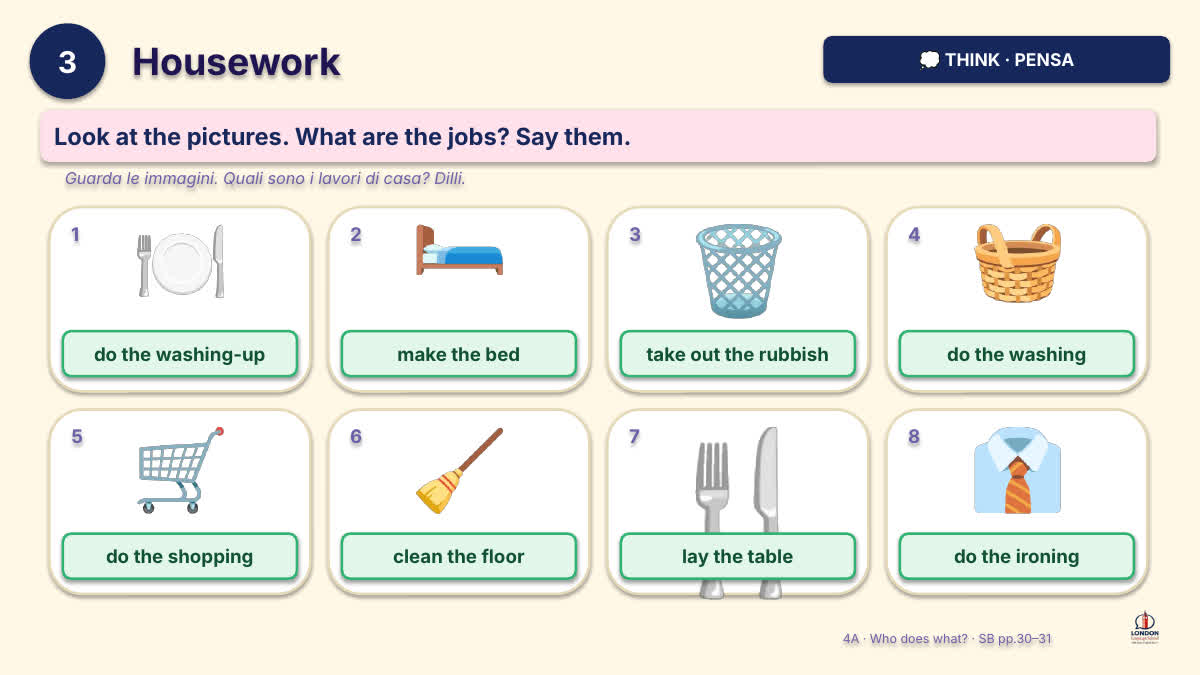 3
Housework
💭 THINK · PENSA
Look at the pictures. What are the jobs? Say them.
Guarda le immagini. Quali sono i lavori di casa? Dilli.
1
do the washing-up
2
make the bed
3
take out the rubbish
4
do the washing
5
do the shopping
6
clean the floor
7
lay the table
8
do the ironing
4A · Who does what? · SB pp.30–31
LONDON